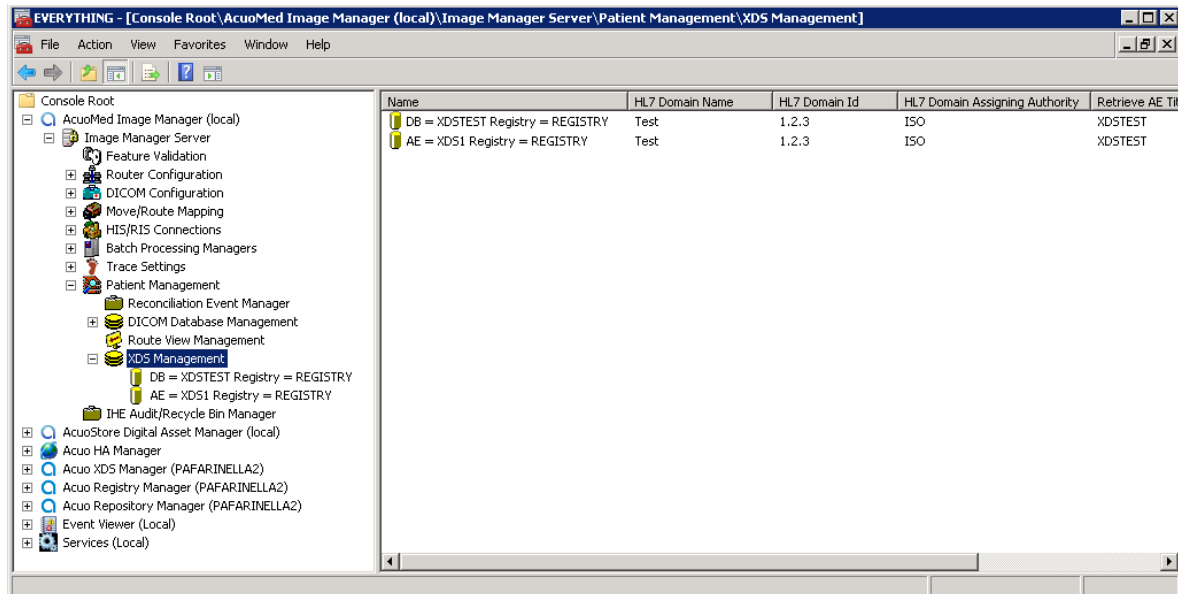 EVERYTHING - [Console Root\AcuoMed Image Manager (local)\Image Manager Server\Patient Management\XDS Management]
File Action View Favorites Window Help
Console Root
AcuoMed Image Manager (local)
Image Manager Server
Feature Validation
Router Configuration
DICOM Configuration
Move/Route Mapping
HIS/RIS Connections
Batch Processing Managers
Trace Settings
Patient Management
Reconciliation Event Manager
DICOM Database Management
Route View Management
XDS Management
DB = XDSTEST Registry = REGISTRY
AE = XDS1 Registry = REGISTRY
IHE Audit/Recycle Bin Manager
AcuoStore Digital Asset Manager (local)
Acuo HA Manager
Acuo XDS Manager (PAFARINELLA2)
Acuo Registry Manager (PAFARINELLA2)
Acuo Repository Manager (PAFARINELLA2)
Event Viewer (Local)
Services (Local)
Name HL7 Domain Name HL7 Domain Id HL7 Domain Assigning Authority Retrieve AE Tit
DB = XDSTEST Registry = REGISTRY Test 1.2.3 ISO XDSTEST
AE = XDS1 Registry = REGISTRY Test 1.2.3 ISO XDSTEST